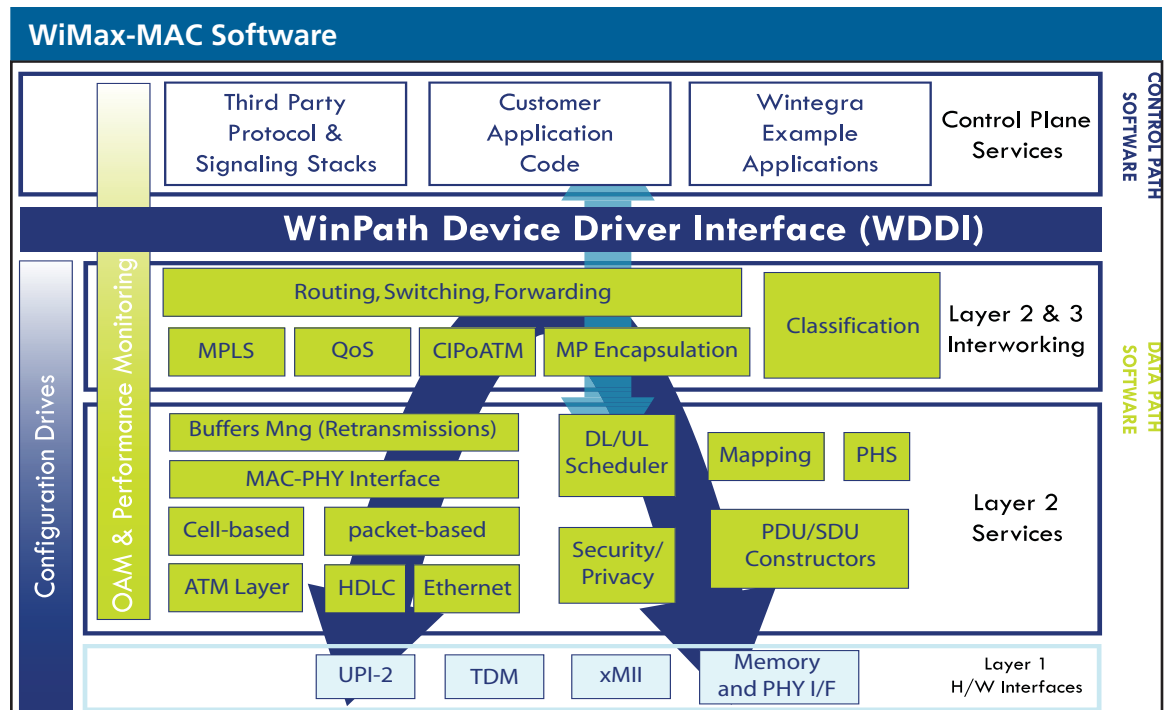 WiMax-MAC Software
Third Party
Protocol &
Signaling Stacks
Customer
Application
Code
Wintegra
Example
Applications
Control Plane
Services
CONTROL PATH
SOFTWARE
WinPath Device Driver Interface (WDDI)
Configuration Drives
OAM & Performance Monitoring
Routing, Switching, Forwarding
MPLS
QoS
CIPoATM
MP Encapsulation
Classification
Layer 2 & 3
Interworking
DATA PATH
SOFTWARE
Buffers Mng (Retransmissions)
MAC-PHY Interface
Cell-based
packet-based
ATM Layer
HDLC
Ethernet
DL/UL
Scheduler
Mapping
PHS
Security/
Privacy
PDU/SDU
Constructors
Layer 2
Services
UPI-2
TDM
xMII
Memory
and PHY I/F
Layer 1
H/W Interfaces